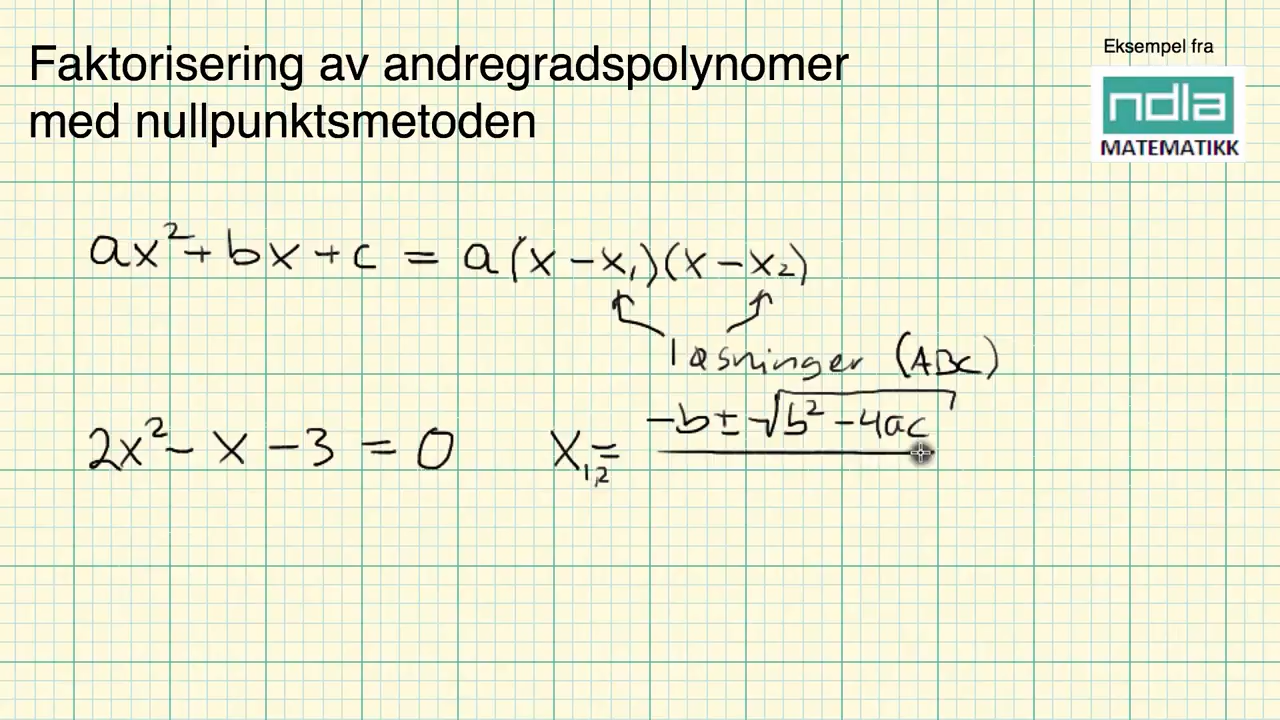 Faktorisering av andregradspolynomer
med nullpunktsmetoden
Eksempel fra
ndla
MATEMATIKK
ax²+bx+c = a(x-x₁)(x-x₂)
løsninger (ABC)
2x²-x-3=0
x₁,₂= -b±√b²-4ac